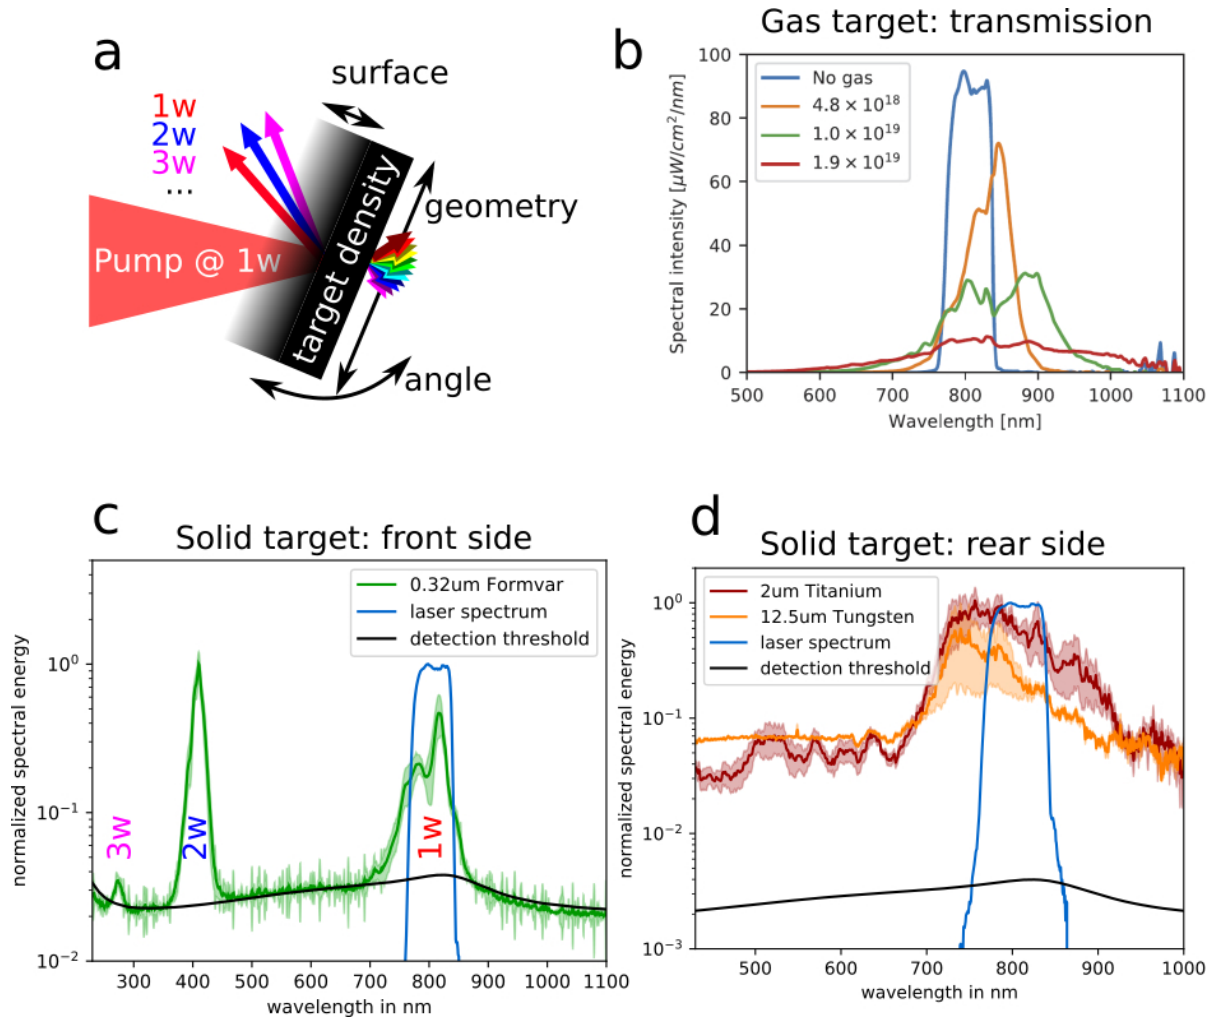 a
surface
1w
2w
3w
...
geometry
Pump @ 1w
target density
angle
Gas target: transmission
b
Spectral intensity [μW/cm²/nm]
100
80
60
40
20
0
No gas
4.8 × 10¹⁸
1.0 × 10¹⁹
1.9 × 10¹⁹
500 600 700 800 900 1000 1100
Wavelength [nm]
c
Solid target: front side
normalized spectral energy
10⁰
10⁻¹
10⁻²
0.32um Formvar
laser spectrum
detection threshold
3w
2w
1w
300 400 500 600 700 800 900 1000 1100
wavelength in nm
d
Solid target: rear side
normalized spectral energy
10⁰
10⁻¹
10⁻²
10⁻³
2um Titanium
12.5um Tungsten
laser spectrum
detection threshold
500 600 700 800 900 1000
wavelength in nm